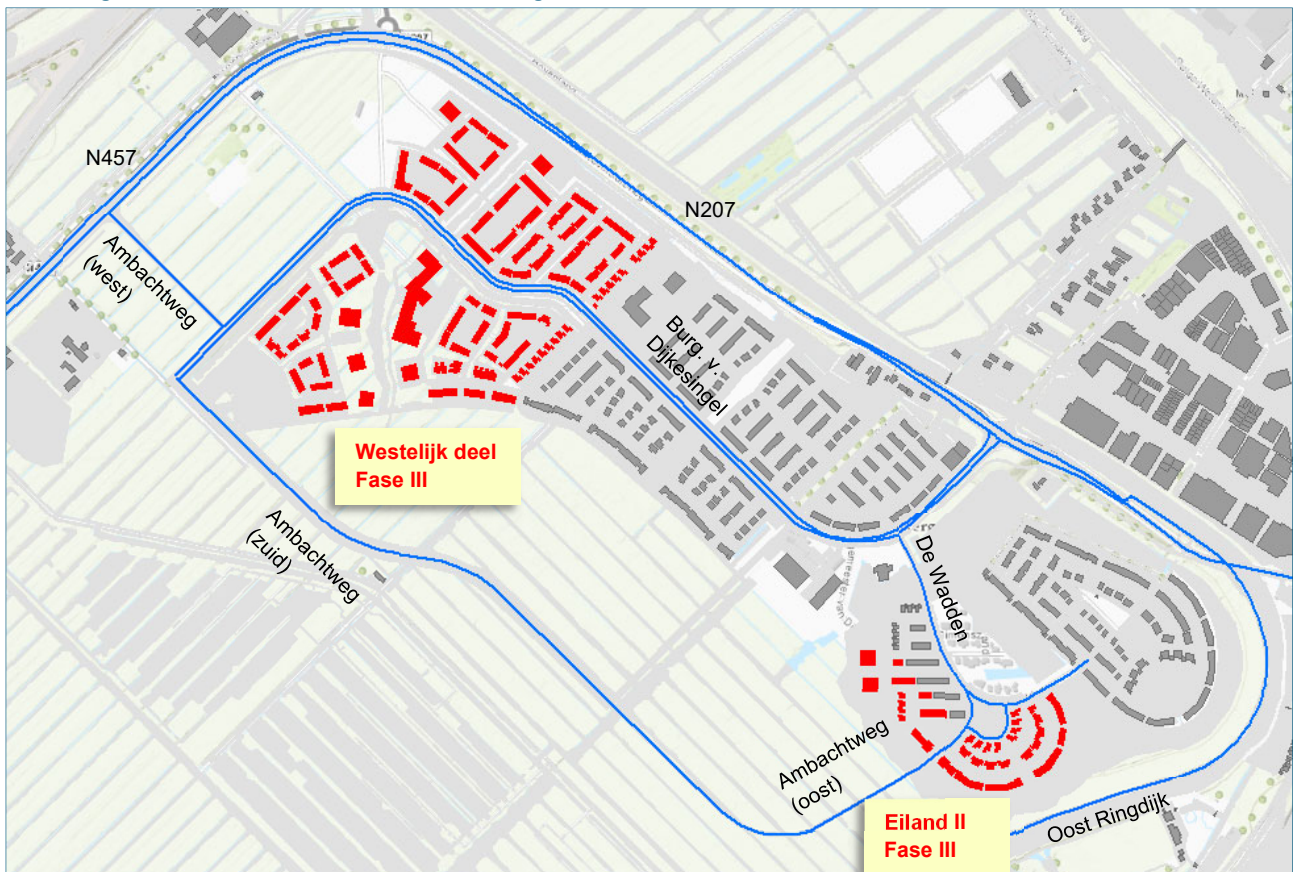 N457
N207
Ambachtweg
(west)
Burg. v.
Dijkesingel
Westelijk deel
Fase III
Ambachtweg
(zuid)
De Wadden
Ambachtweg
(oost)
Eiland II
Fase III
Oost Ringdijk